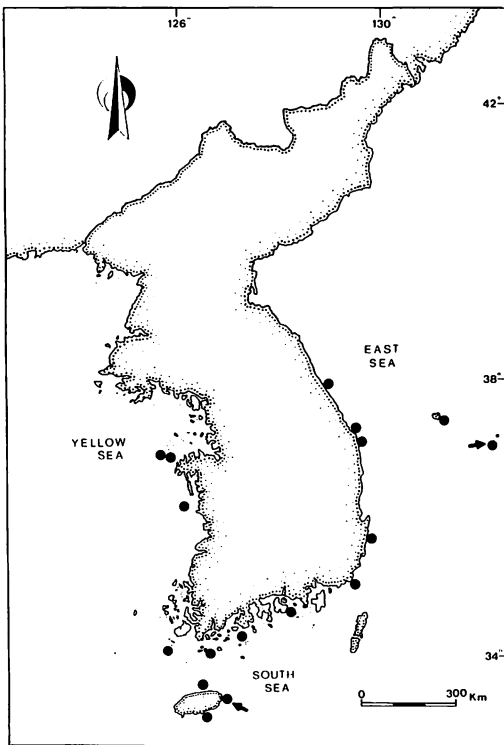 126°
130°
42°
EAST
SEA
38°
YELLOW
SEA
34°
SOUTH
SEA
0 300 Km